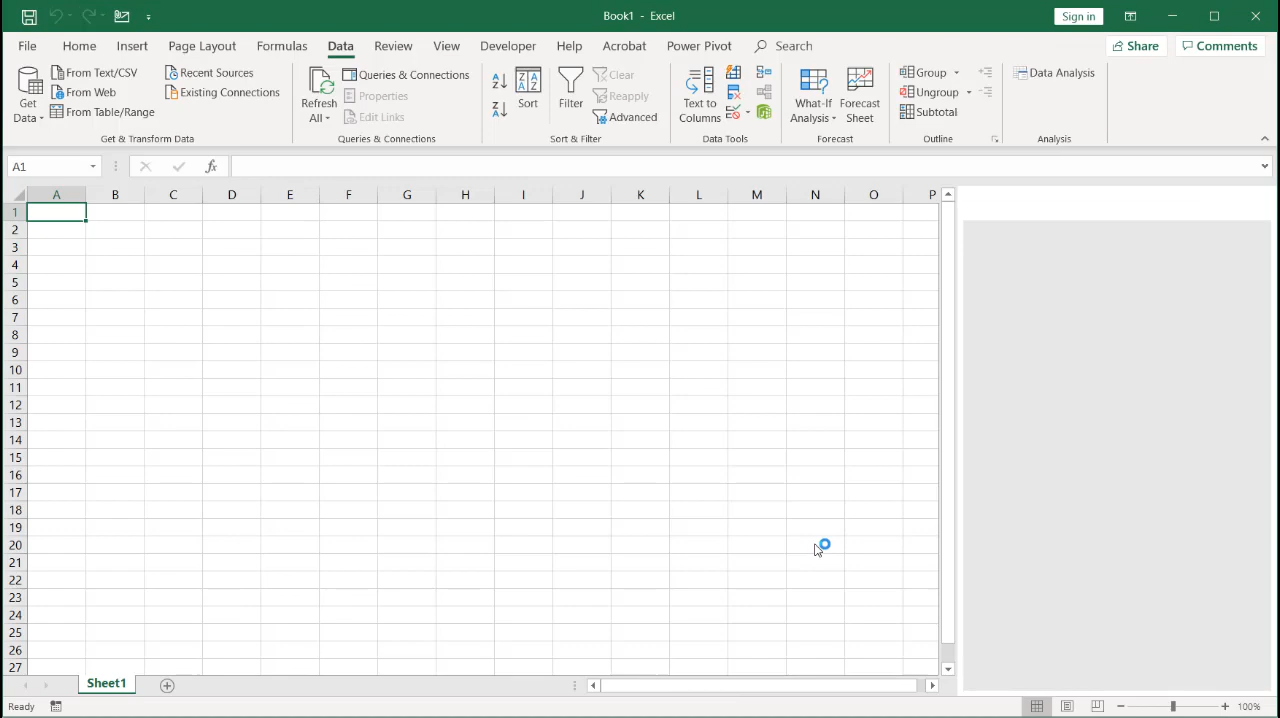 Book1 - Excel
Sign in
File Home Insert Page Layout Formulas Data Review View Developer Help Acrobat Power Pivot Search Share Comments
Get Data
From Text/CSV
From Web
From Table/Range
Recent Sources
Existing Connections
Get & Transform Data
Refresh All
Queries & Connections
Properties
Edit Links
Queries & Connections
Sort
Filter
Clear
Reapply
Advanced
Sort & Filter
Text to Columns
Data Tools
What-If Analysis
Forecast Sheet
Forecast
Group
Ungroup
Subtotal
Outline
Data Analysis
Analysis
A1
fx
A B C D E F G H I J K L M N O P
1
2
3
4
5
6
7
8
9
10
11
12
13
14
15
16
17
18
19
20
21
22
23
24
25
26
27
Sheet1
Ready
100%